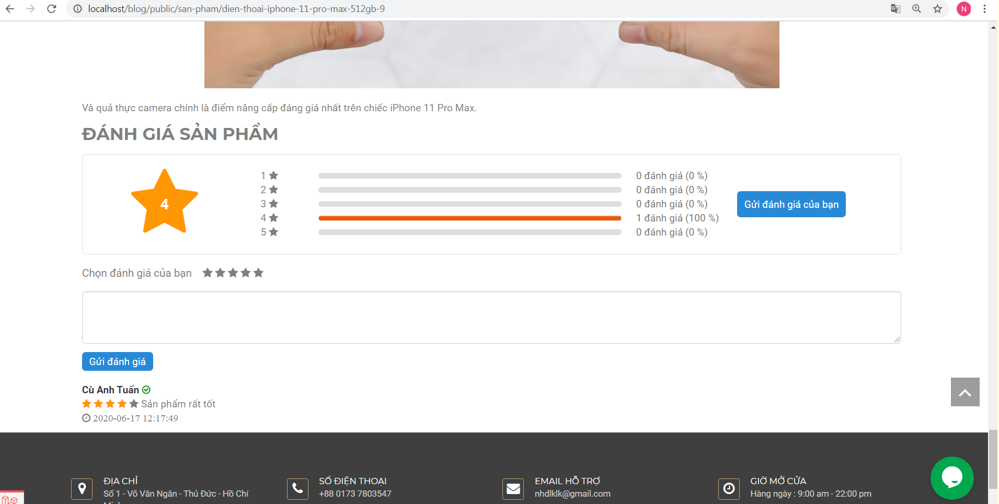 localhost/blog/public/san-pham/dien-thoai-iphone-11-pro-max-512gb-9
N
Và quả thực camera chính là điểm nâng cấp đáng giá nhất trên chiếc iPhone 11 Pro Max.
ĐÁNH GIÁ SẢN PHẨM
4
1 0 đánh giá (0 %)
2 0 đánh giá (0 %)
3 0 đánh giá (0 %)
4 1 đánh giá (100 %)
5 0 đánh giá (0 %)
Gửi đánh giá của bạn
Chọn đánh giá của bạn
Gửi đánh giá
Cù Anh Tuấn
Sản phẩm rất tốt
2020-06-17 12:17:49
ĐỊA CHỈ
Số 1 - Võ Văn Ngân - Thủ Đức - Hồ Chí
SỐ ĐIỆN THOẠI
+88 0173 7803547
EMAIL HỖ TRỢ
nhdlklk@gmail.com
GIỜ MỞ CỬA
Hàng ngày : 9:00 am - 22:00 pm